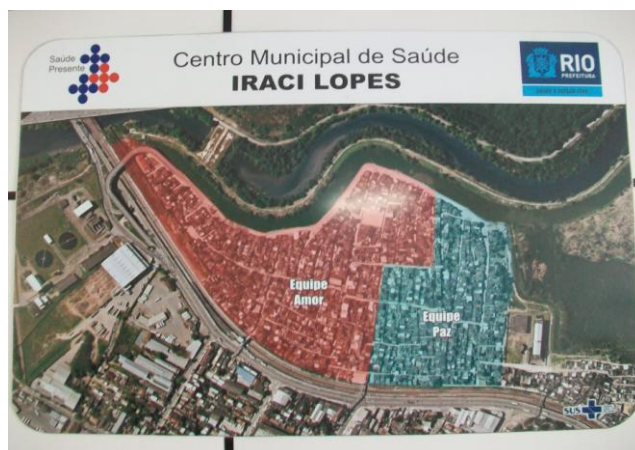 Saúde
Presente
Centro Municipal de Saúde
IRACI LOPES
RIO
PREFEITURA
Equipe
Amor
Equipe
Paz
SUS